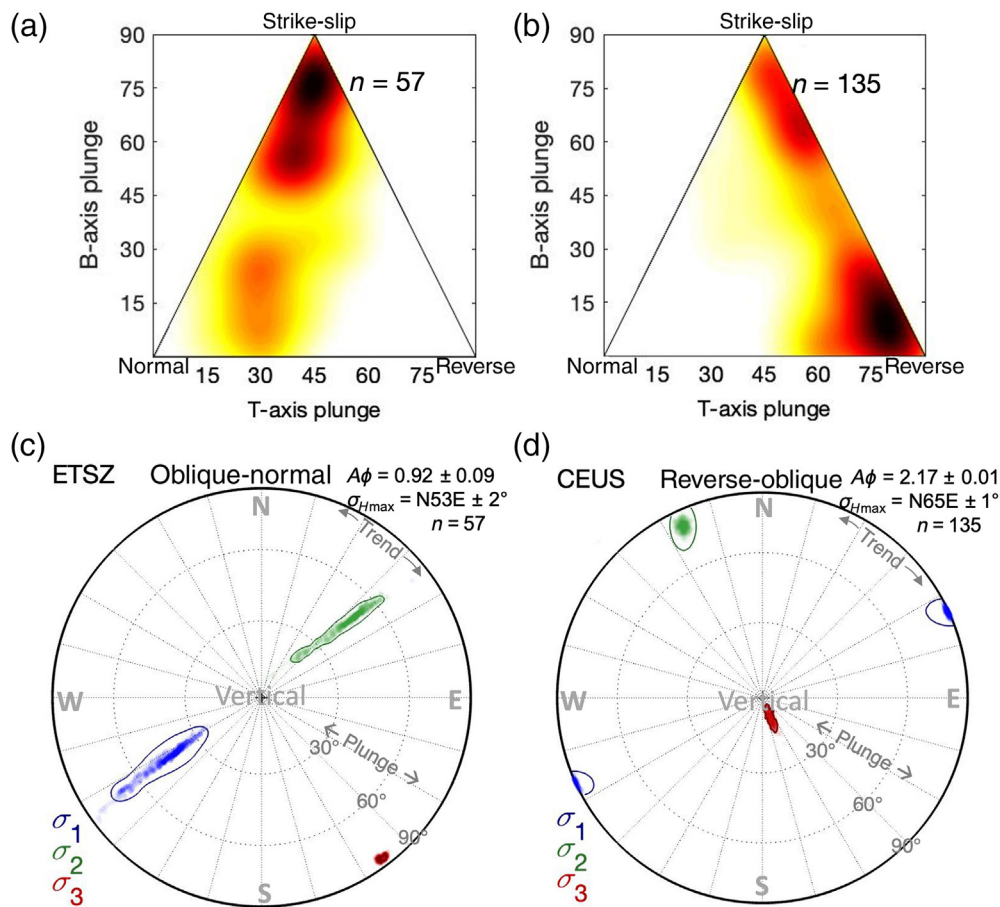 (a)
Strike-slip
90
75
60
45
30
15
B-axis plunge
n = 57
Normal
15
30
45
60
75
Reverse
T-axis plunge
(b)
Strike-slip
90
75
60
45
30
15
B-axis plunge
n = 135
Normal
15
30
45
60
75
Reverse
T-axis plunge
(c)
ETSZ
Oblique-normal
Aϕ = 0.92 ± 0.09
σHmax = N53E ± 2°
n = 57
N
Trend
W
Vertical
E
Plunge
30°
60°
90°
S
σ1
σ2
σ3
(d)
CEUS
Reverse-oblique
Aϕ = 2.17 ± 0.01
σHmax = N65E ± 1°
n = 135
N
Trend
W
Vertical
E
Plunge
30°
60°
90°
S
σ1
σ2
σ3